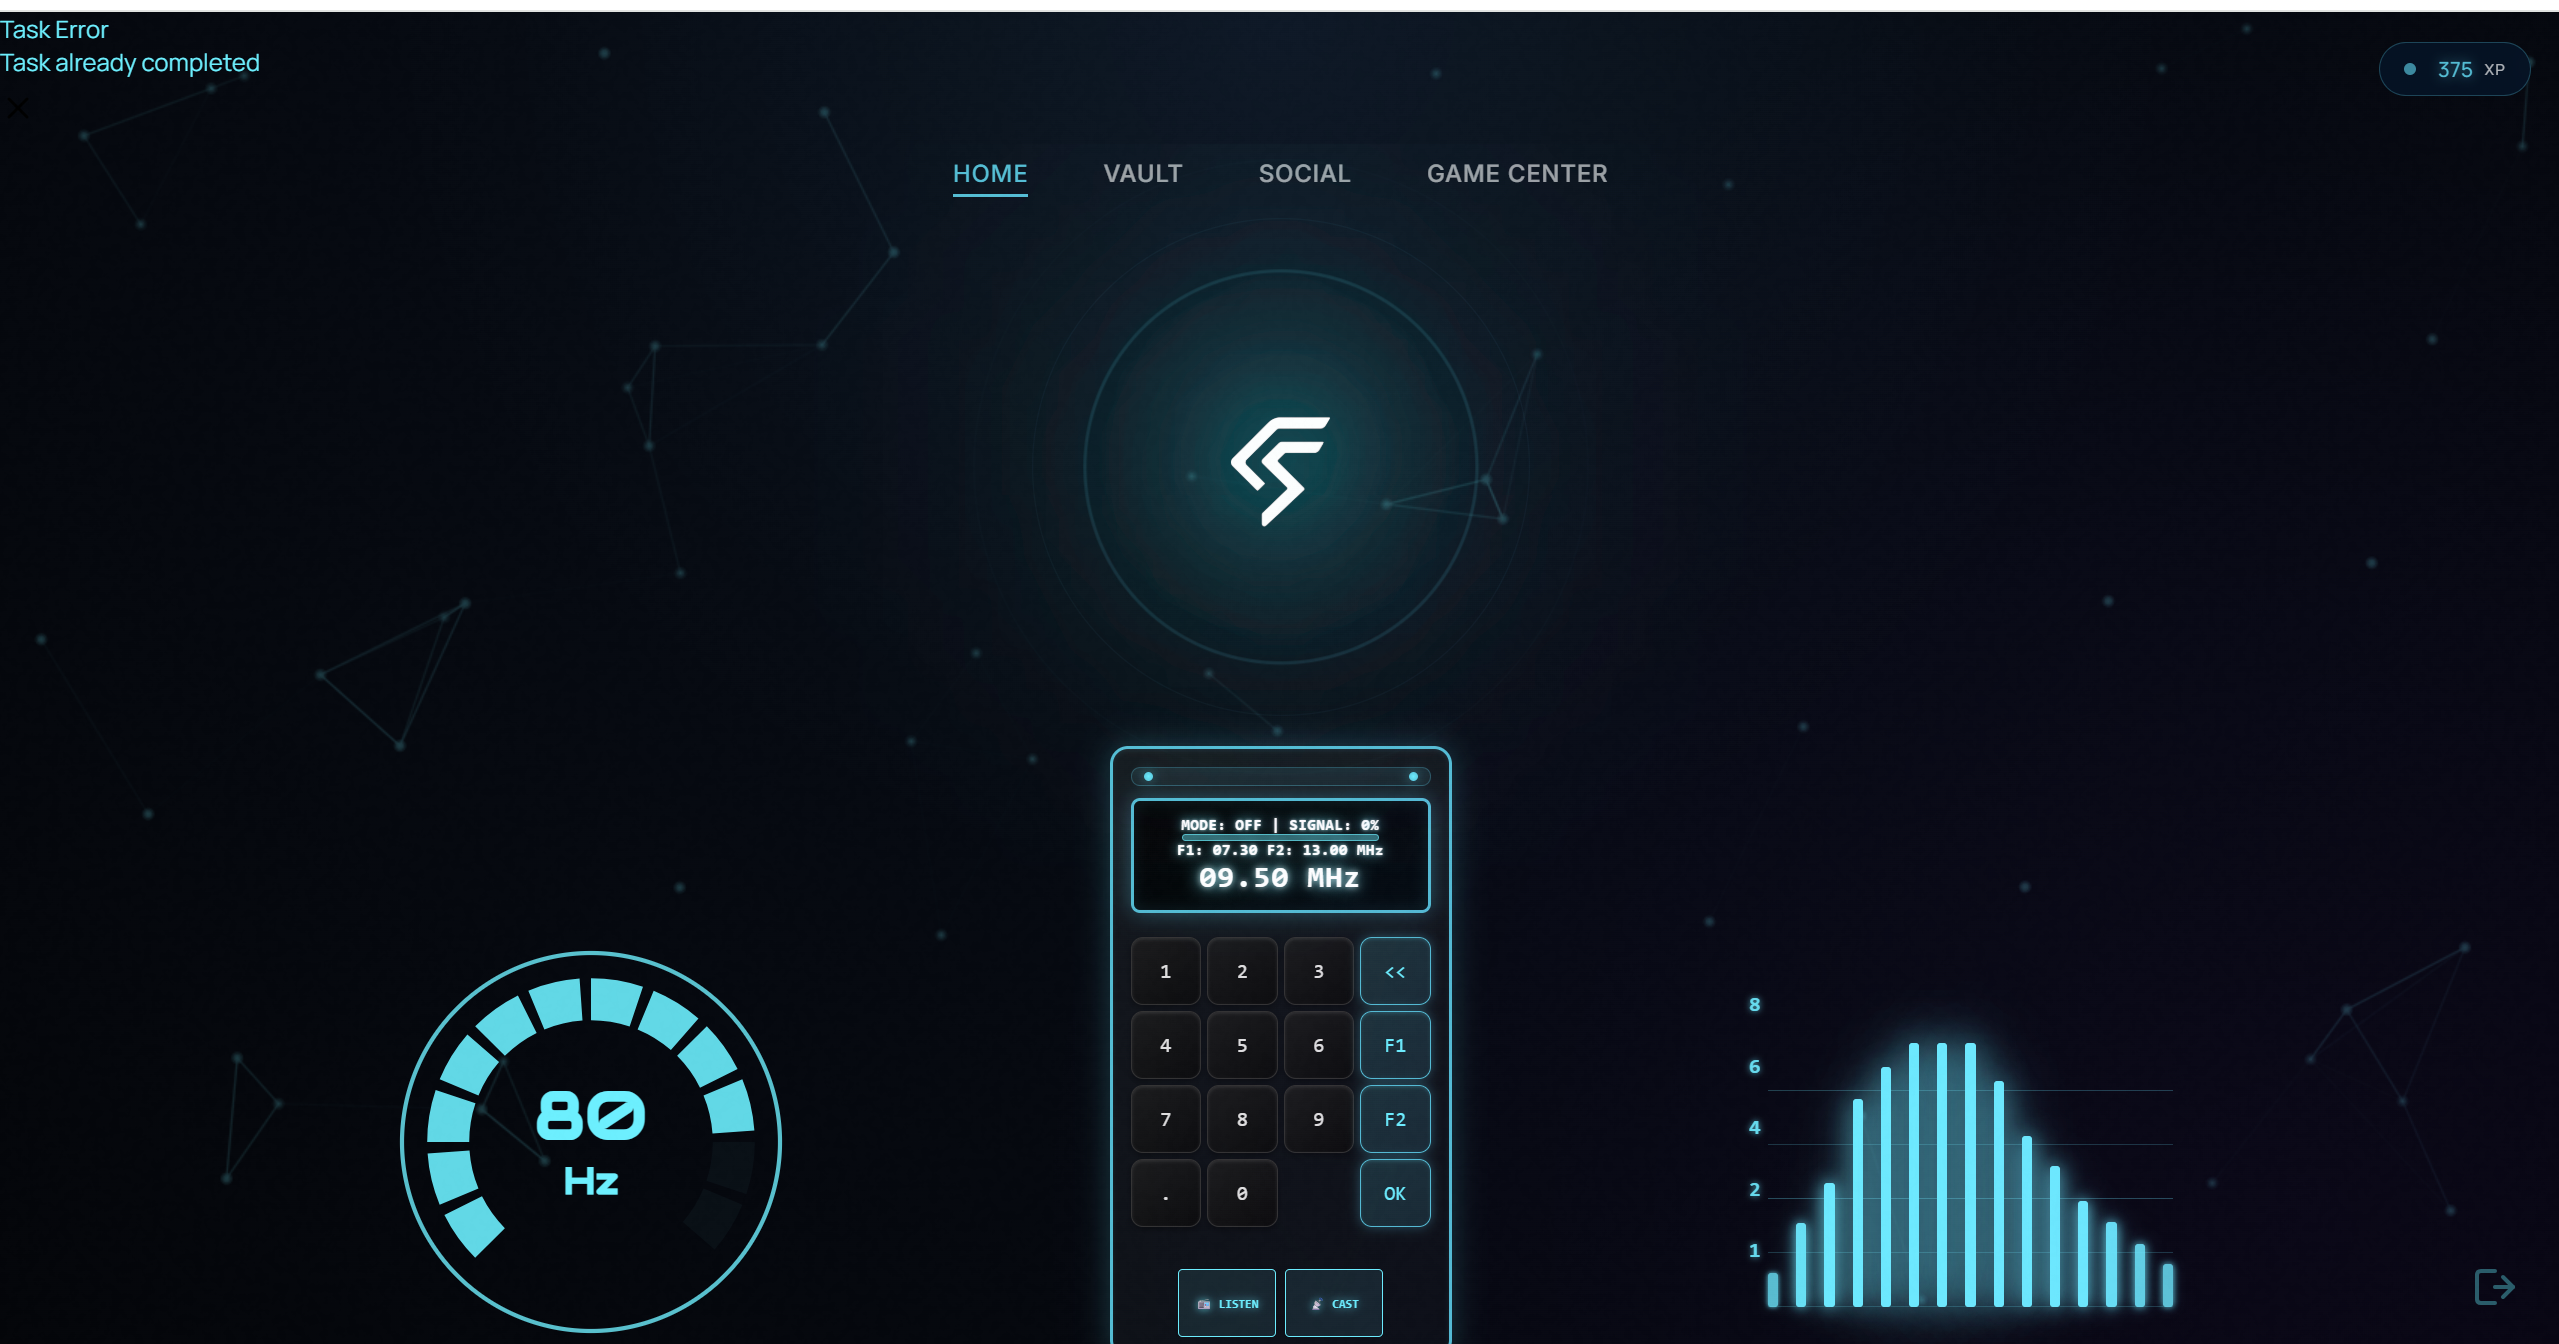 Task Error
Task already completed
375 XP
HOME VAULT SOCIAL GAME CENTER
MODE: OFF | SIGNAL: 0%
F1: 07.30 F2: 13.00 MHz
09.50 MHz
1 2 3 <<
4 5 6 F1
7 8 9 F2
. 0 OK
LISTEN CAST
80
Hz
8
6
4
2
1